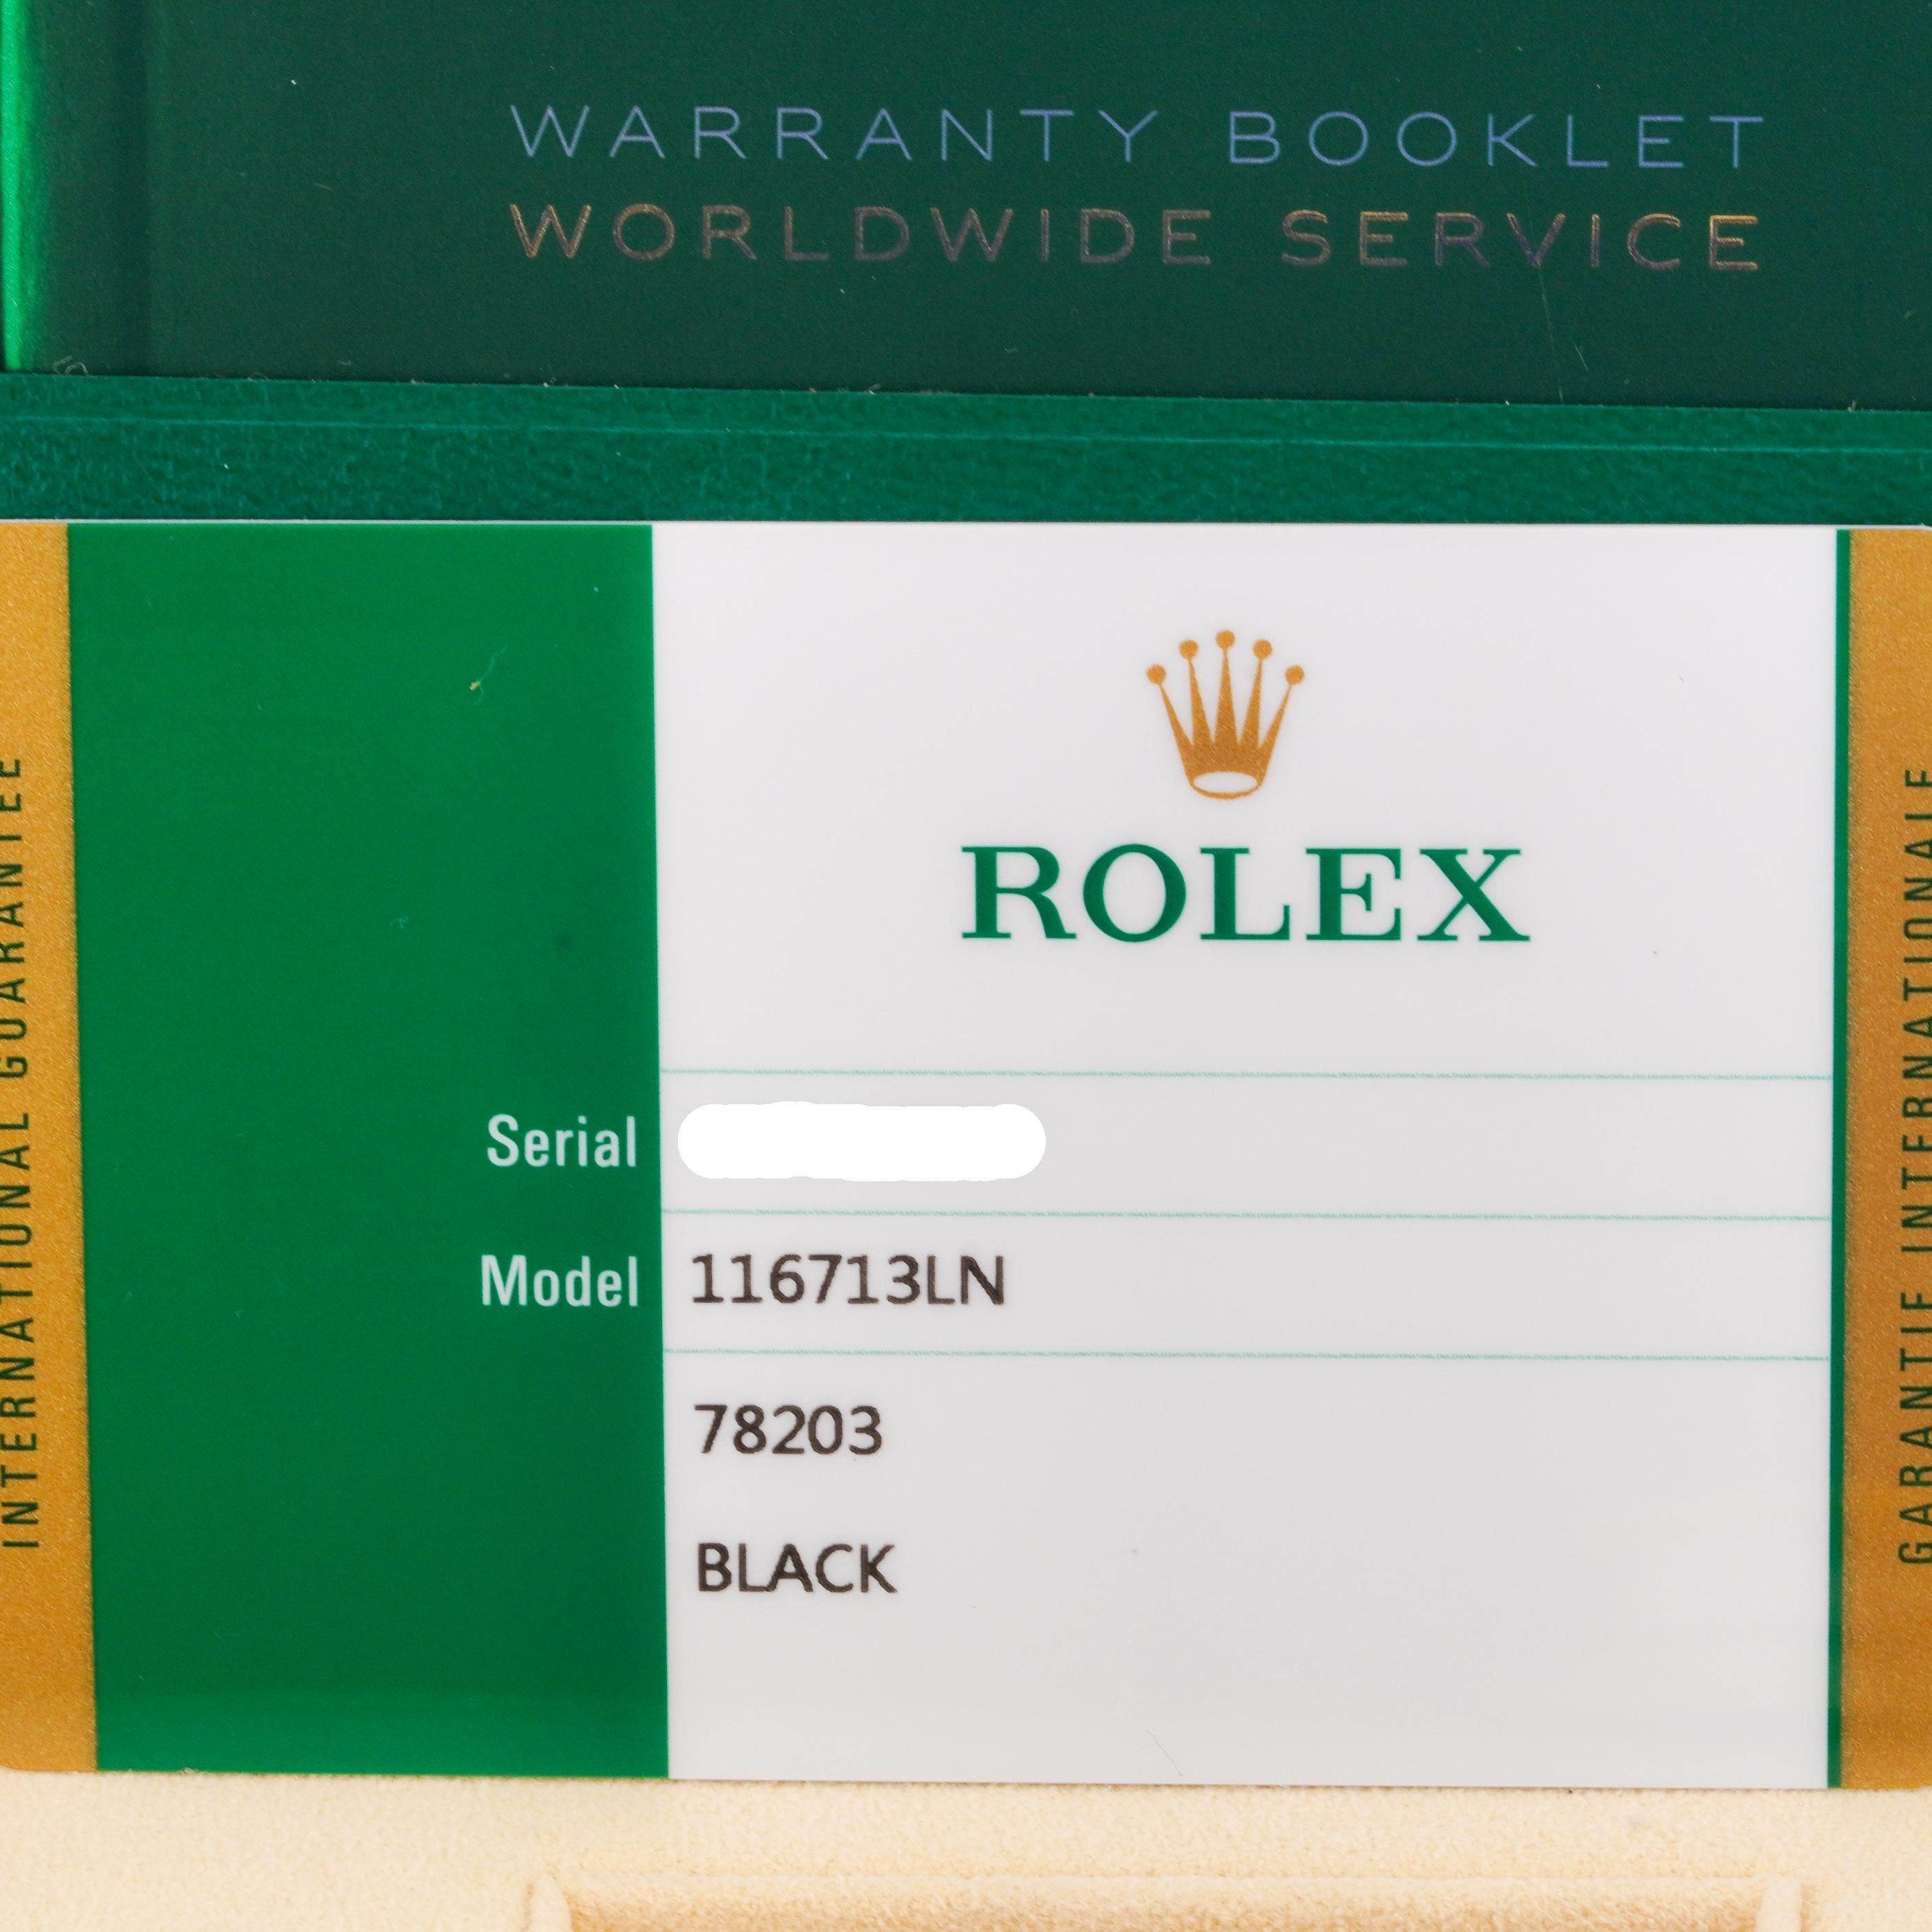 WARRANTY BOOKLET
WORLDWIDE SERVICE
INTERNATIONAL GUARANTEE
ROLEX
Serial
Model 116713LN
78203
BLACK
GARANTIE INTERNATIONALE